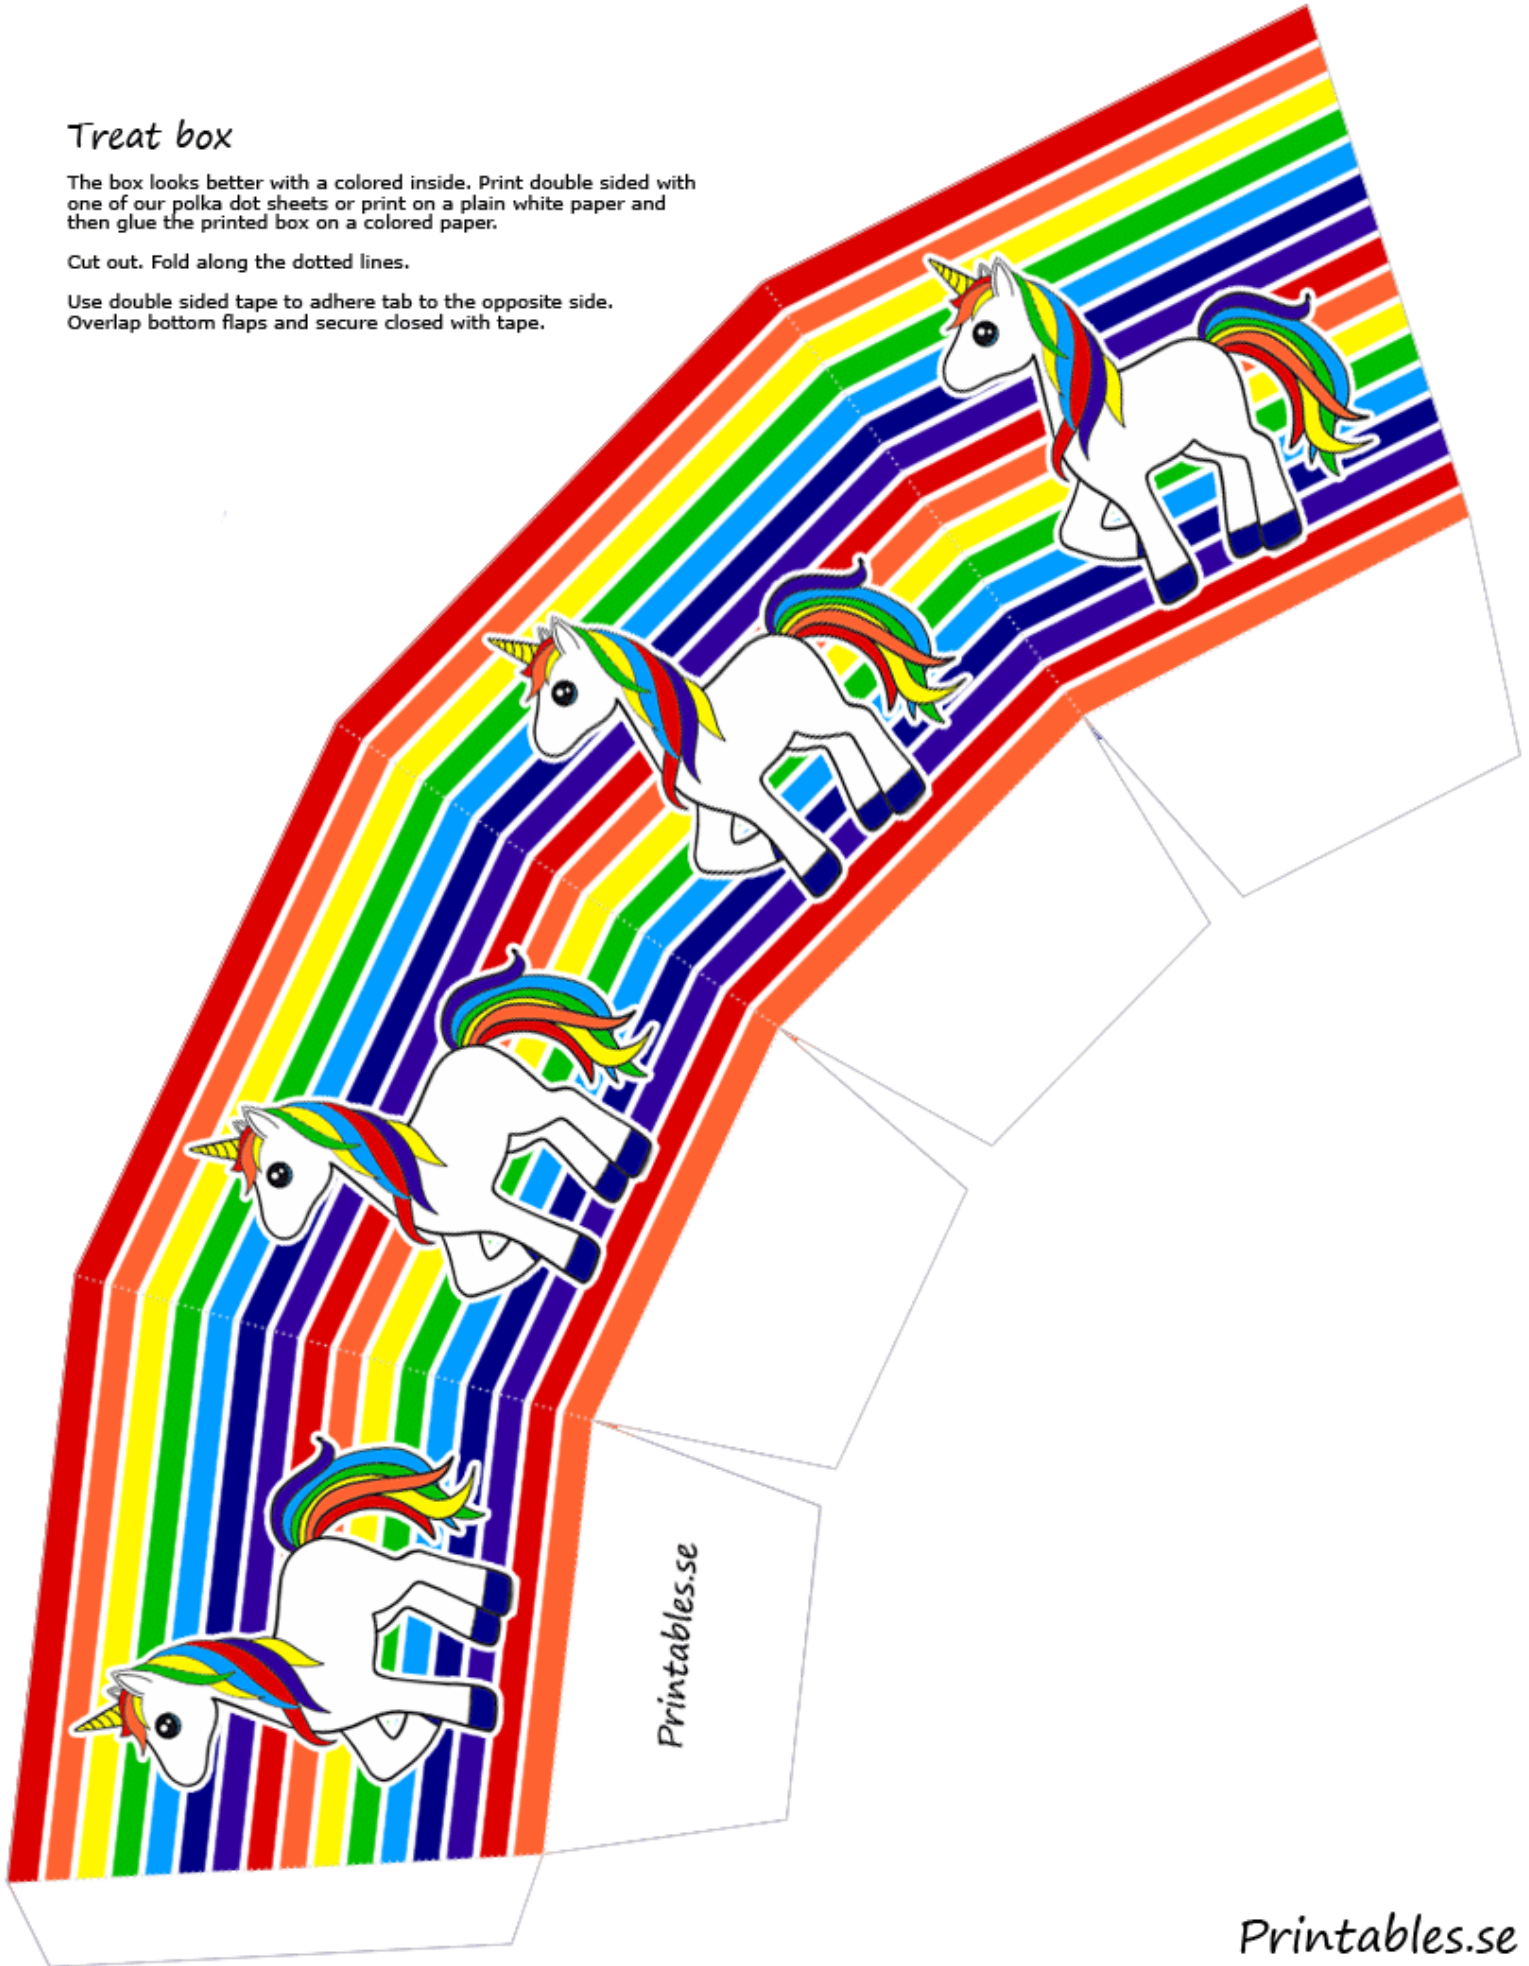 Treat box
The box looks better with a colored inside. Print double sided with
one of our polka dot sheets or print on a plain white paper and
then glue the printed box on a colored paper.
Cut out. Fold along the dotted lines.
Use double sided tape to adhere tab to the opposite side.
Overlap bottom flaps and secure closed with tape.
Printables.se
Printables.se